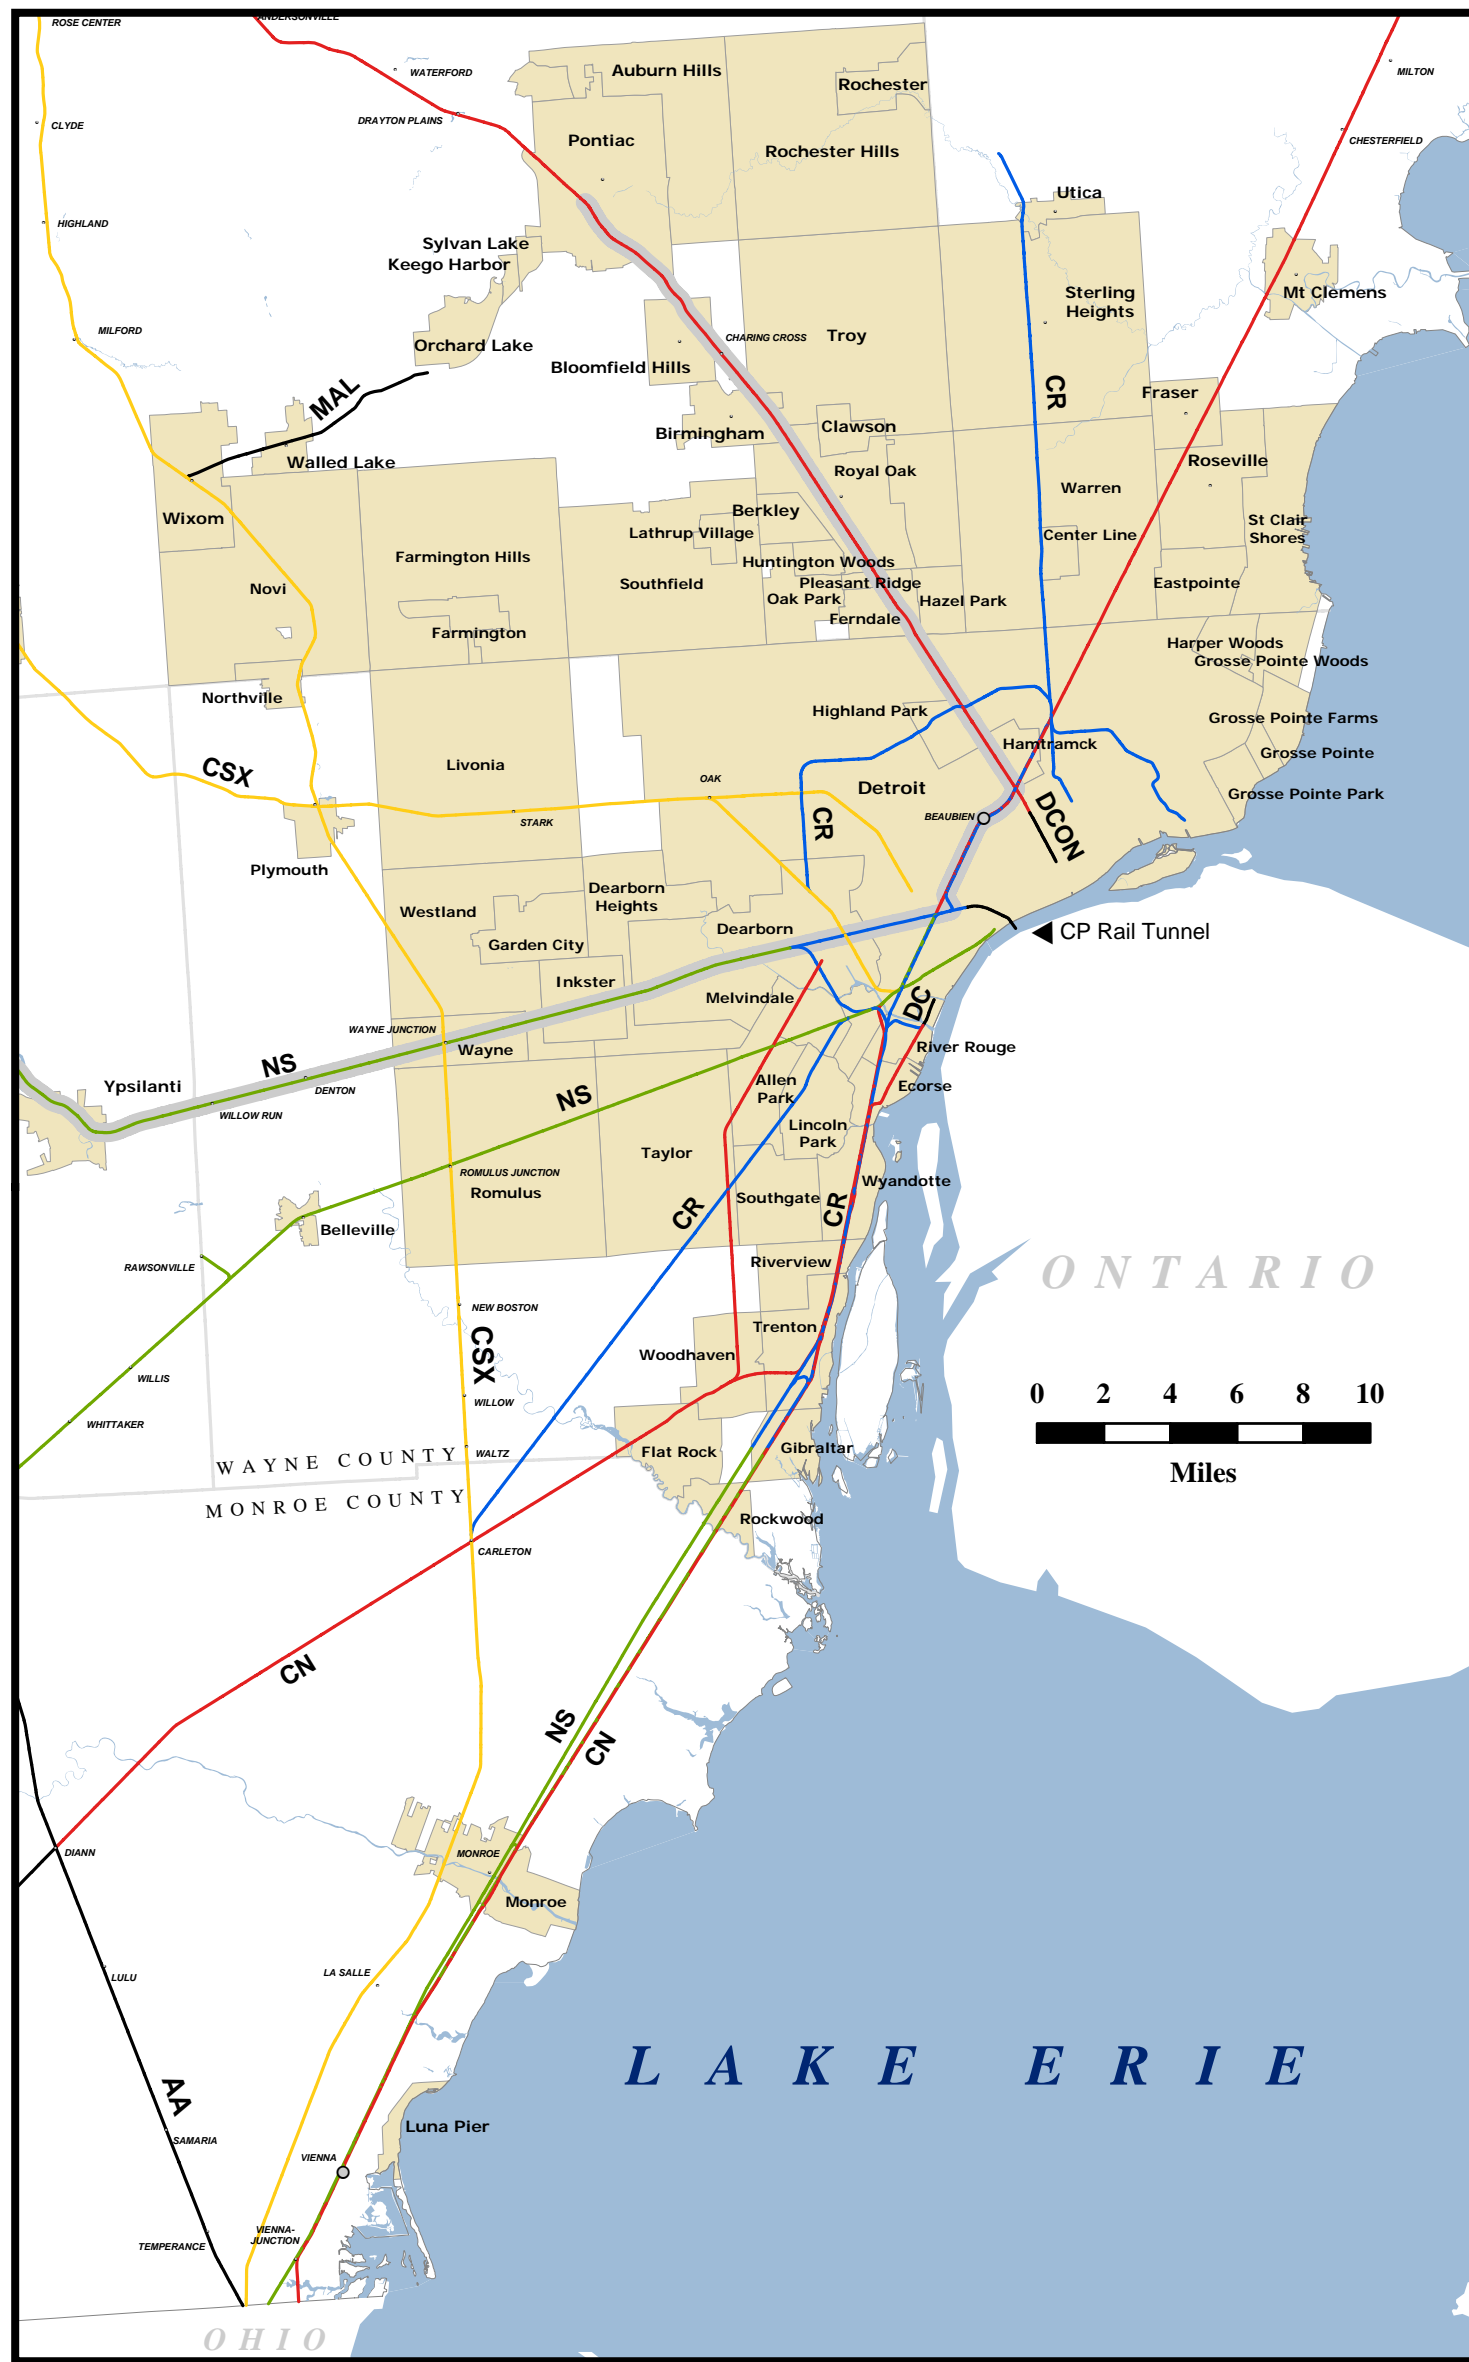 ROSE CENTER
ANDERSONVILLE
WATERFORD
Auburn Hills
Rochester
MILTON
CLYDE
DRAYTON PLAINS
Pontiac
Rochester Hills
CHESTERFIELD
Utica
HIGHLAND
Sylvan Lake
Keego Harbor
Sterling
Heights
Mt Clemens
MILFORD
Orchard Lake
CHARING CROSS
Troy
Bloomfield Hills
MAL
CR
Fraser
Birmingham
Clawson
Walled Lake
Royal Oak
Roseville
Warren
Wixom
Berkley
Lathrup Village
Center Line
St Clair
Shores
Farmington Hills
Huntington Woods
Southfield
Pleasant Ridge
Eastpointe
Novi
Oak Park
Hazel Park
Ferndale
Farmington
Harper Woods
Grosse Pointe Woods
Northville
Highland Park
Grosse Pointe Farms
Hamtramck
Grosse Pointe
CSX
Livonia
OAK
Detroit
Grosse Pointe Park
STARK
BEAUBIEN
CR
DCON
Plymouth
Dearborn
Heights
Westland
Dearborn
CP Rail Tunnel
Garden City
Inkster
Melvindale
DC
WAYNE JUNCTION
Wayne
River Rouge
NS
Ypsilanti
DENTON
Allen
Park
Ecorse
WILLOW RUN
NS
Lincoln
Park
Taylor
ROMULUS JUNCTION
Romulus
Wyandotte
Southgate
CR
CR
Belleville
RAWSONVILLE
Riverview
ONTARIO
NEW BOSTON
Trenton
CSX
Woodhaven
WILLIS
WILLOW
0 2 4 6 8 10
Miles
WHITTAKER
WAYNE COUNTY
WALTZ
Flat Rock
Gibraltar
MONROE COUNTY
Rockwood
CARLETON
CN
NS
CN
DIANN
MONROE
Monroe
LULU
LA SALLE
LAKE ERIE
AA
Luna Pier
SAMARIA
VIENNA
VIENNA-
JUNCTION
TEMPERANCE
OHIO